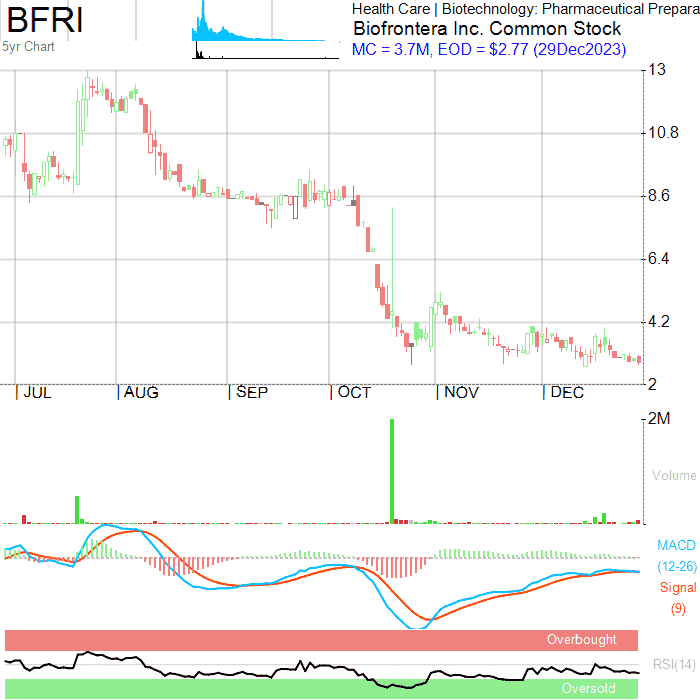 BFRI
5yr Chart
Health Care | Biotechnology: Pharmaceutical Prepara
Biofrontera Inc. Common Stock
MC = 3.7M, EOD = $2.77 (29Dec2023)
13
10.8
8.6
6.4
4.2
2
JUL AUG SEP OCT NOV DEC
2M
Volume
MACD
(12-26)
Signal
(9)
Overbought
RSI(14)
Oversold